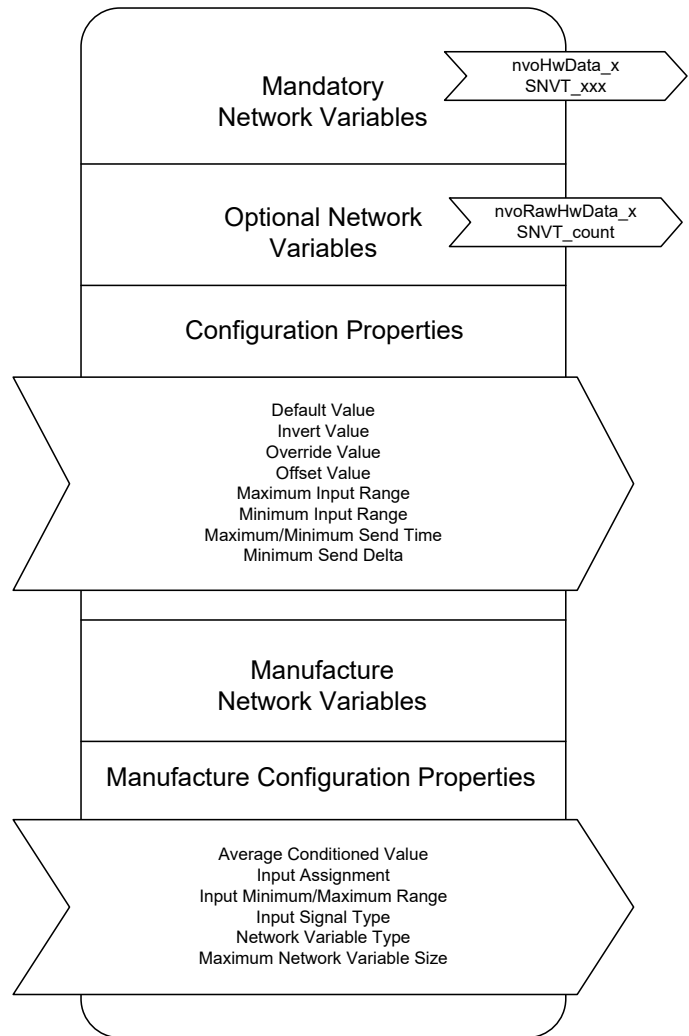 Mandatory
Network Variables
nvoHwData_x
SNVT_xxx
Optional Network
Variables
nvoRawHwData_x
SNVT_count
Configuration Properties
Default Value
Invert Value
Override Value
Offset Value
Maximum Input Range
Minimum Input Range
Maximum/Minimum Send Time
Minimum Send Delta
Manufacture
Network Variables
Manufacture Configuration Properties
Average Conditioned Value
Input Assignment
Input Minimum/Maximum Range
Input Signal Type
Network Variable Type
Maximum Network Variable Size